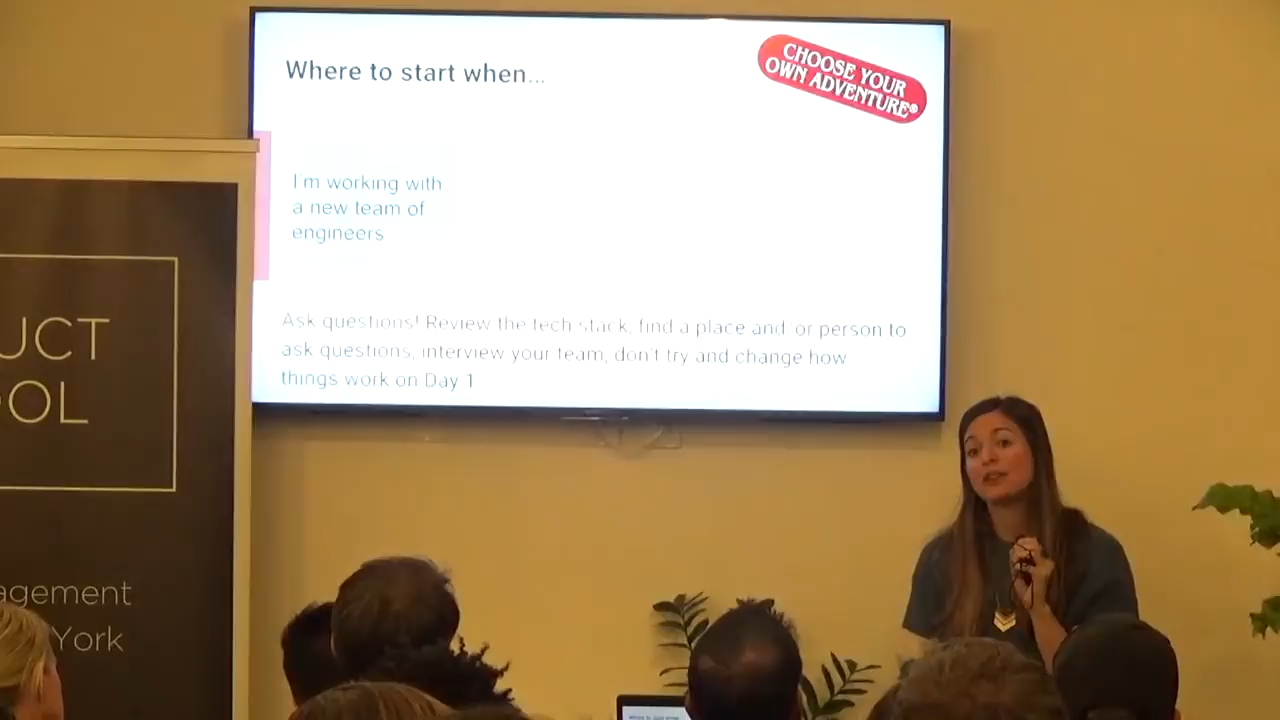 Where to start when...
CHOOSE YOUR
OWN ADVENTURE®
I'm working with
a new team of
engineers
Ask questions! Review the tech stack, find a place and/or person to
ask questions, interview your team, don't try and change how
things work on Day 1
UCT
OOL
agement
York